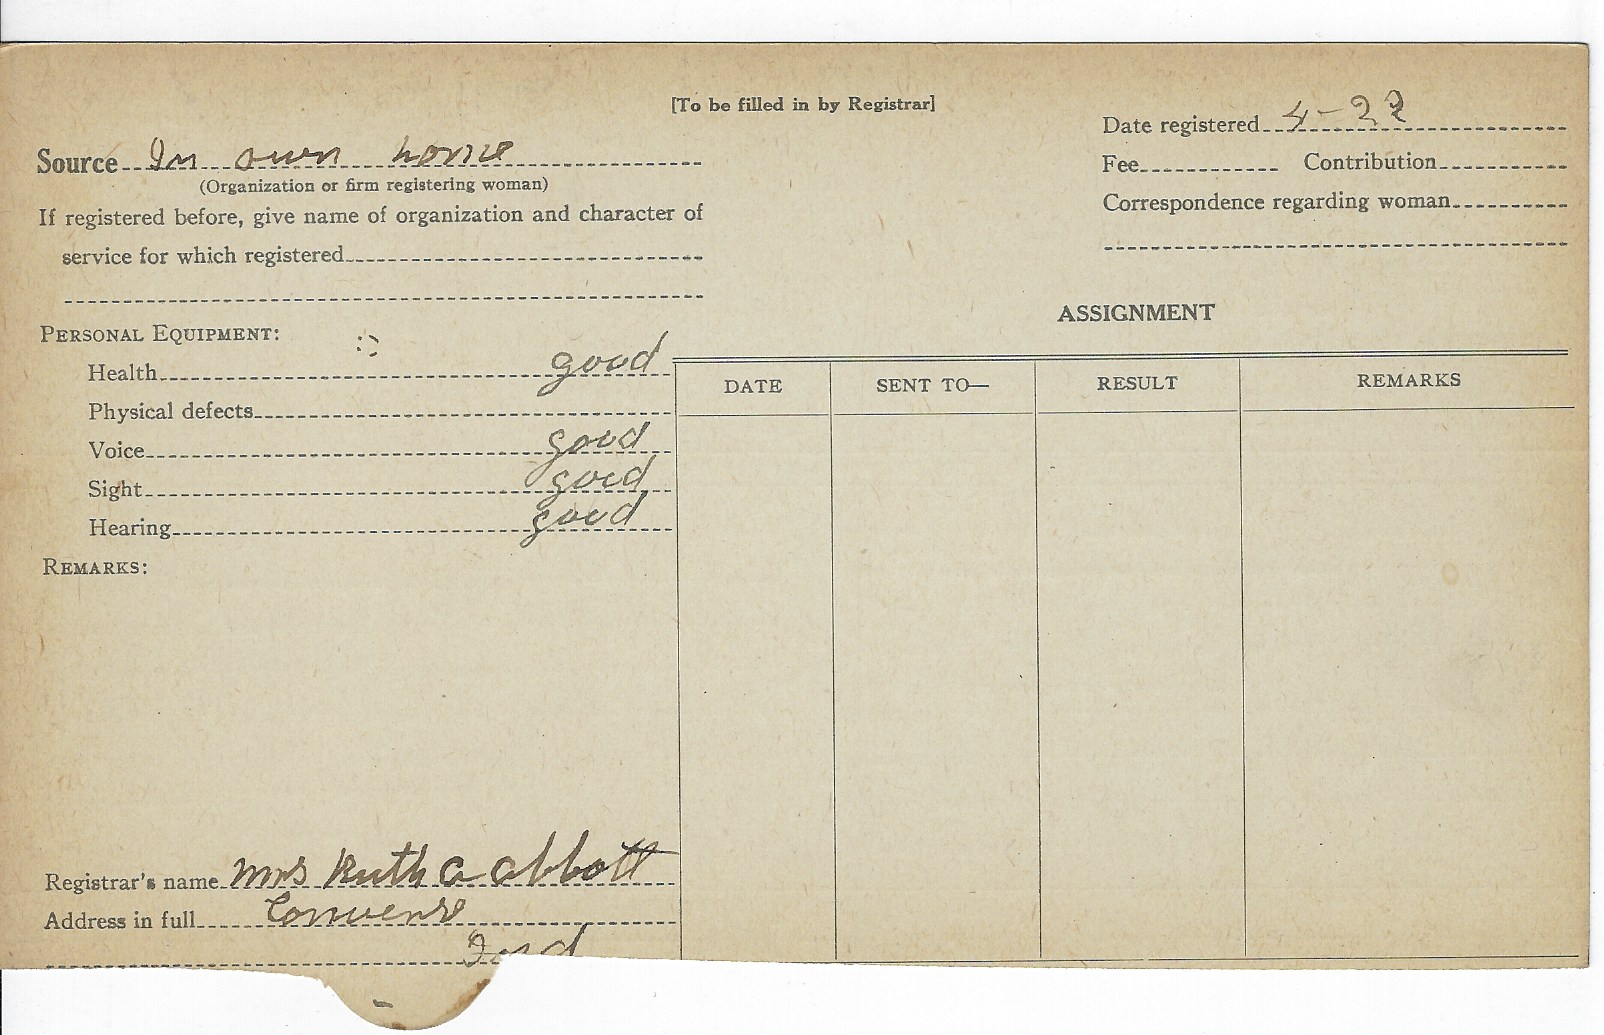 [To be filled in by Registrar]
Date registered 4-22
Source In own home
Fee Contribution
(Organization or firm registering woman)
Correspondence regarding woman
If registered before, give name of organization and character of
service for which registered
ASSIGNMENT
PERSONAL EQUIPMENT:
Health good
DATE SENT TO— RESULT REMARKS
Physical defects
Voice good
Sight good
Hearing good
REMARKS:
Registrar's name Mrs Ruth A Abbott
Address in full Converse
Ind